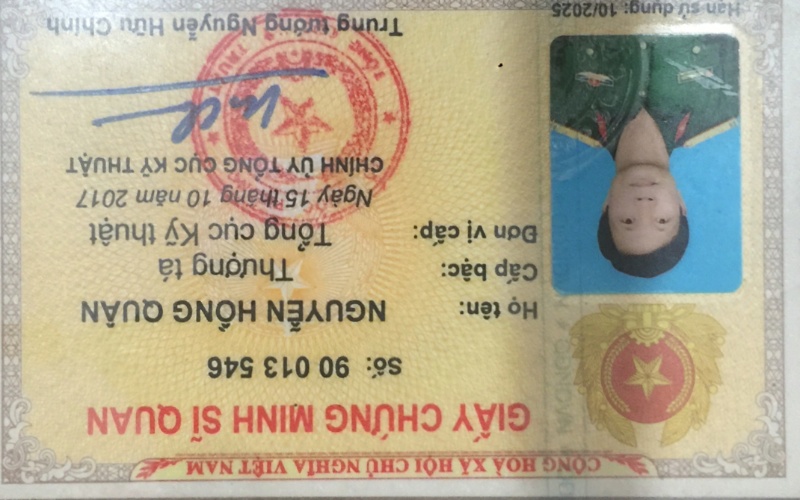 CỘNG HOÀ XÃ HỘI CHỦ NGHĨA VIỆT NAM
GIẤY CHỨNG MINH SĨ QUAN
Số: 90 013 546
Họ tên: NGUYỄN HỒNG QUÂN
Cấp bậc: Thượng tá
Đơn vị cấp: Tổng cục Kỹ thuật
Ngày 15 tháng 10 năm 2017
CHÍNH ỦY TỔNG CỤC KỸ THUẬT
Trung tướng Nguyễn Hữu Chính
Hạn sử dụng: 10/2025